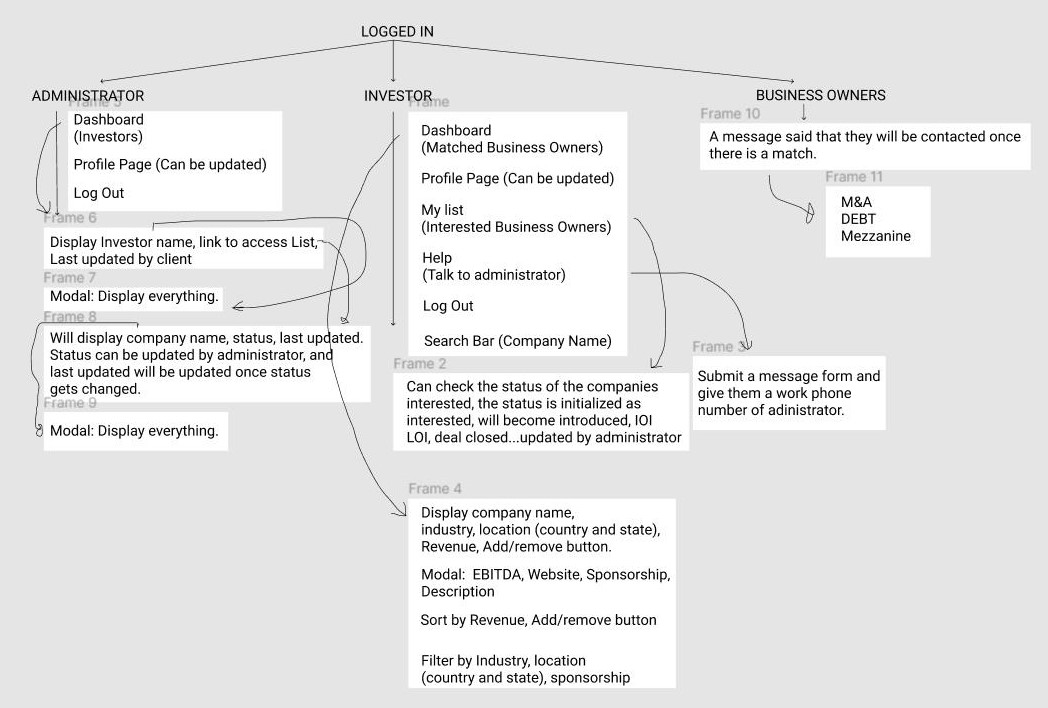 LOGGED IN
ADMINISTRATOR
Frame 5
Dashboard
(Investors)
Profile Page (Can be updated)
Log Out
Frame 6
Display Investor name, link to access List,
Last updated by client
Frame 7
Modal: Display everything.
Frame 8
Will display company name, status, last updated.
Status can be updated by administrator, and
last updated will be updated once status
gets changed.
Frame 9
Modal: Display everything.
INVESTOR
Frame
Dashboard
(Matched Business Owners)
Profile Page (Can be updated)
My list
(Interested Business Owners)
Help
(Talk to administrator)
Log Out
Search Bar (Company Name)
Frame 2
Can check the status of the companies
interested, the status is initialized as
interested, will become introduced, IOI
LOI, deal closed...updated by administrator
Frame 3
Submit a message form and
give them a work phone
number of adinistrator.
Frame 4
Display company name,
industry, location (country and state),
Revenue, Add/remove button.
Modal: EBITDA, Website, Sponsorship,
Description
Sort by Revenue, Add/remove button
Filter by Industry, location
(country and state), sponsorship
BUSINESS OWNERS
Frame 10
A message said that they will be contacted once
there is a match.
Frame 11
M&A
DEBT
Mezzanine